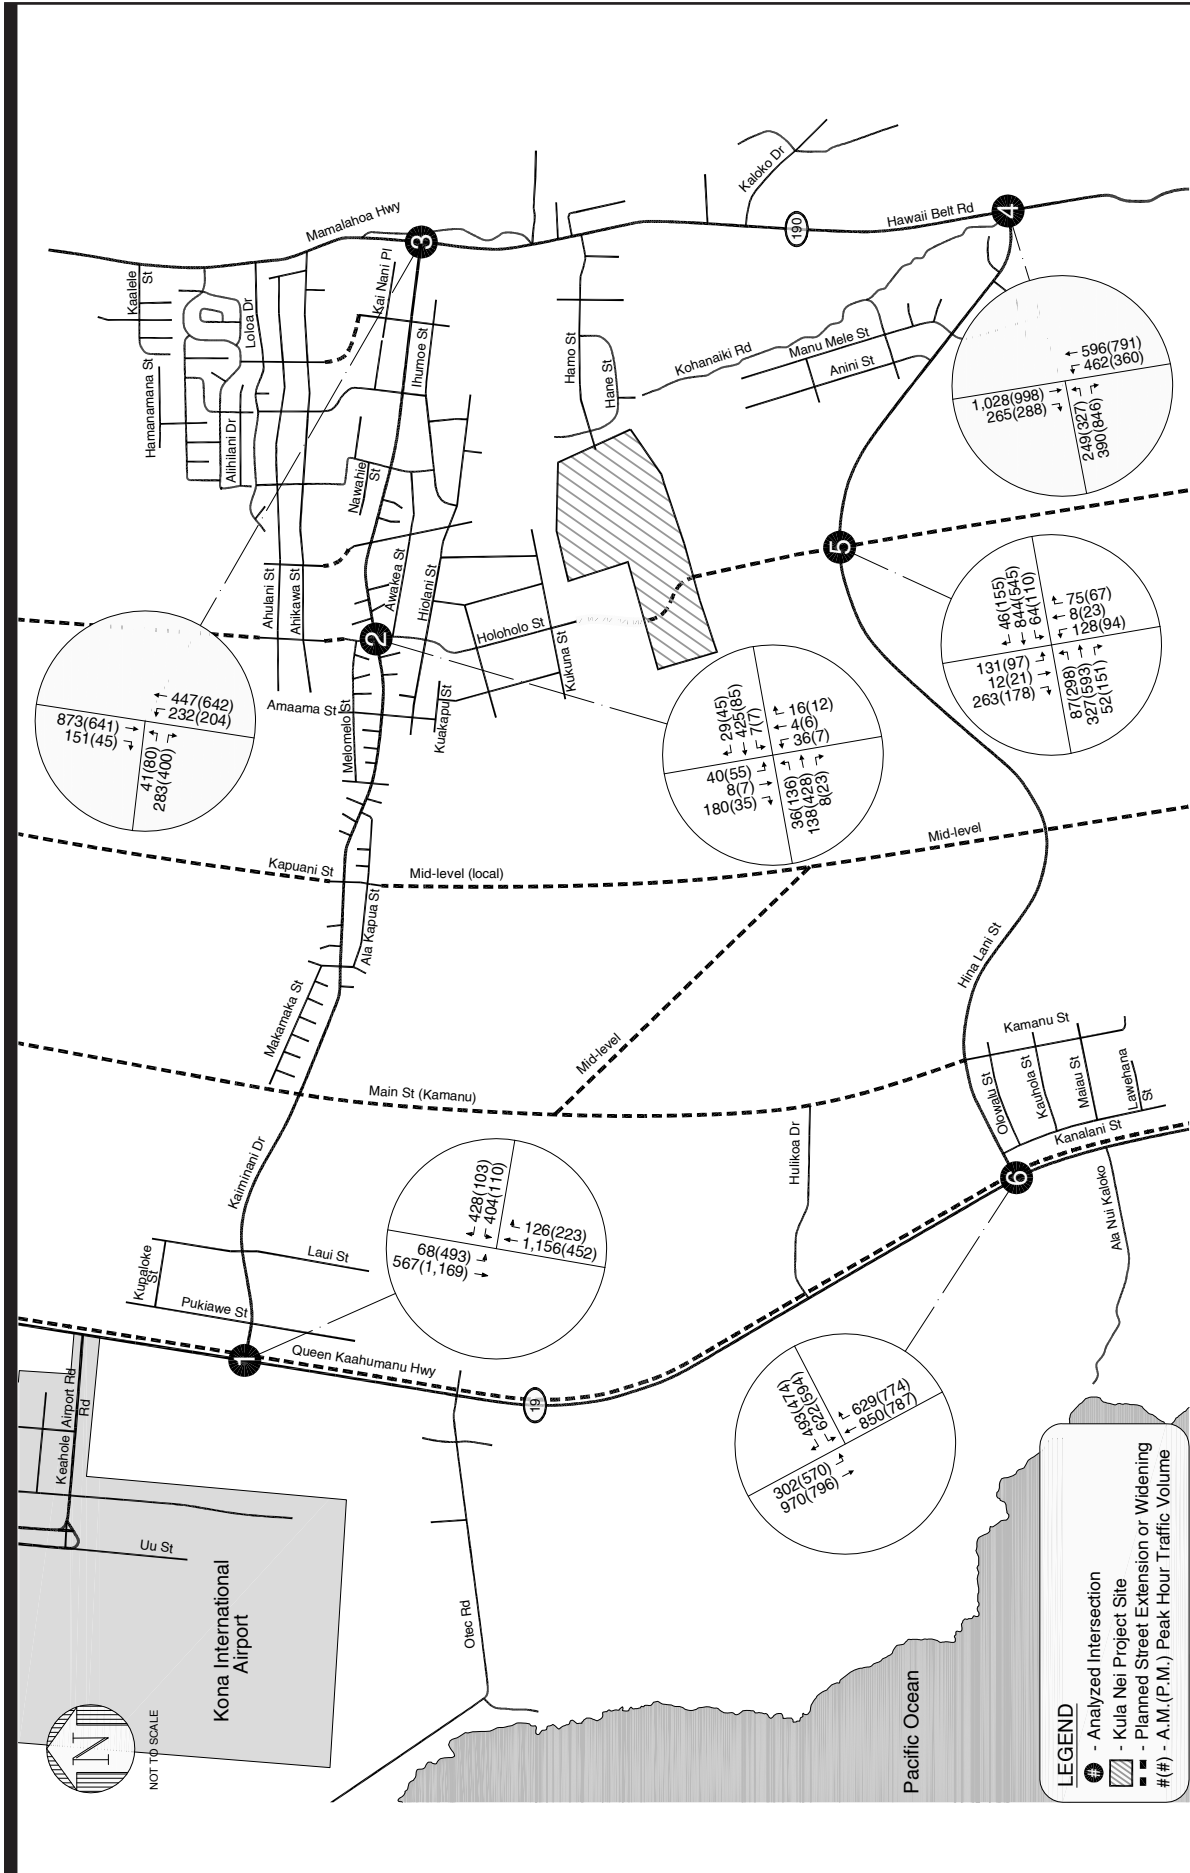 Kaloko Dr
190
Hawaii Belt Rd
4
Mamalahoa Hwy
3
Kaalele
St
Kai Nani Pl
Loloa Dr
Hamanamana St
Alihilani Dr
Ihumoe St
Hamo St
Hane St
Kohanaiki Rd
Manu Mele St
Anini St
596(791)
462(360)
1,028(998)
265(288)
249(327)
390(846)
Nawahie
St
Ahulani St
Ahikawa St
Awakea St
Hiolani St
2
Holoholo St
Kukuna St
5
46(155)
844(545)
64(110)
75(67)
8(23)
128(94)
131(97)
12(21)
263(178)
87(298)
327(593)
52(151)
447(642)
232(204)
873(641)
151(45)
41(80)
283(400)
Amaama St
Melomelo St
Kuakapu St
29(45)
425(85)
7(7)
16(12)
4(6)
36(7)
40(55)
8(7)
180(35)
36(136)
138(428)
8(23)
Kapuani St
Mid-level (local)
Mid-level
Ala Kapua St
Makamaka St
Hina Lani St
Mid-level
Main St (Kamanu)
Kamanu St
Olowalu St
Kauhola St
Maiau St
Lawehana
St
Kanalani St
Kaiminani Dr
Hulikoa Dr
428(103)
404(110)
126(223)
1,156(452)
68(493)
567(1,169)
6
Ala Nui Kaloko
Kupaloke
St
Laui St
Pukiawe St
1
Queen Kaahumanu Hwy
19
493(474)
622(594)
629(774)
850(787)
302(570)
970(796)
Keahole Airport Rd
Rd
Uu St
Kona International
Airport
Otec Rd
Pacific Ocean
N
NOT TO SCALE
LEGEND
# - Analyzed Intersection
- Kula Nei Project Site
- Planned Street Extension or Widening
#(#) - A.M.(P.M.) Peak Hour Traffic Volume